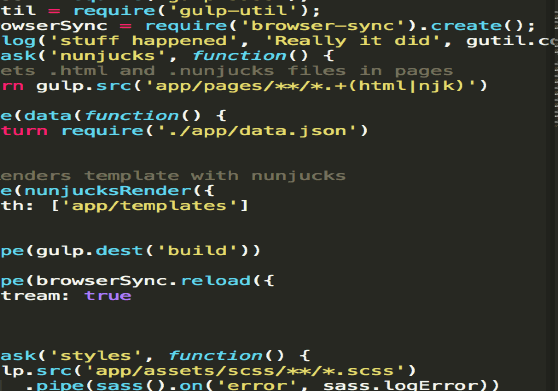 til = require('gulp-util');
owserSync = require('browser-sync').create();
log('stuff happened', 'Really it did', gutil.co
ask('nunjucks', function() {
ets .html and .nunjucks files in pages
rn gulp.src('app/pages/**/*.+(html|njk)')
e(data(function() {
turn require('./app/data.json')
enders template with nunjucks
e(nunjucksRender({
th: ['app/templates']
pe(gulp.dest('build'))
pe(browserSync.reload({
tream: true
ask('styles', function() {
lp.src('app/assets/scss/**/*.scss')
.pipe(sass().on('error', sass.logError))